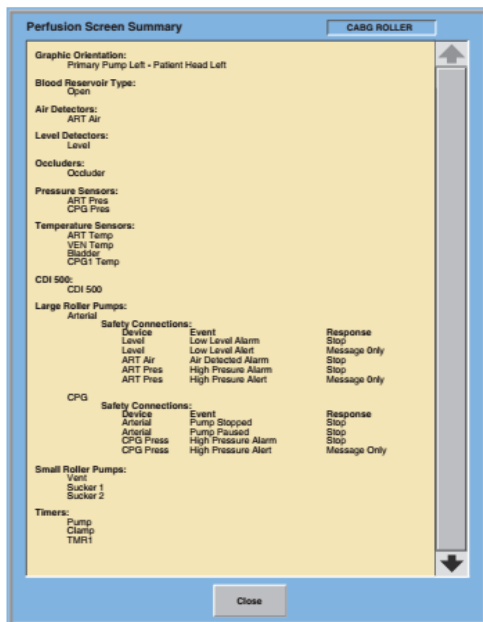 Perfusion Screen Summary CABG ROLLER
Graphic Orientation:
Primary Pump Left - Patient Head Left
Blood Reservoir Type:
Open
Air Detectors:
ART Air
Level Detectors:
Level
Occluders:
Occluder
Pressure Sensors:
ART Pres
CPG Pres
Temperature Sensors:
ART Temp
VEN Temp
Bladder
CPG1 Temp
CDI 500:
CDI 500
Large Roller Pumps:
Arterial
Safety Connections:
Device Event Response
Level Low Level Alarm Stop
Level Low Level Alert Message Only
ART Air Air Detected Alarm Stop
ART Pres High Presure Alarm Stop
ART Pres High Presure Alert Message Only
CPG
Safety Connections:
Device Event Response
Arterial Pump Stopped Stop
Arterial Pump Paused Stop
CPG Press High Pressure Alarm Stop
CPG Press High Pressure Alert Message Only
Small Roller Pumps:
Vent
Sucker 1
Sucker 2
Timers:
Pump
Clamp
TMR1
Close